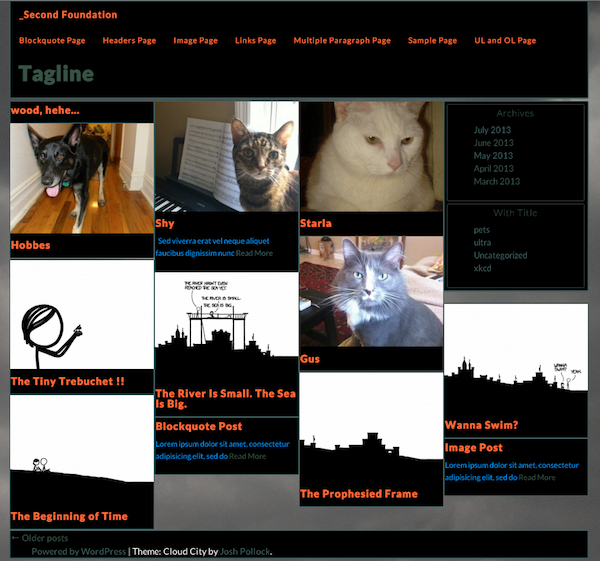 _Second Foundation
Blockquote Page Headers Page Image Page Links Page Multiple Paragraph Page Sample Page UL and OL Page
Tagline
wood, hehe...
Hobbes
The Tiny Trebuchet !!
The Beginning of Time
Shy
Sed viverra erat vel neque aliquet
faucibus dignissim nunc Read More
THE RIVER HASN'T EVEN
REACHED THE SEA YET.
THE RIVER IS SMALL.
THE SEA IS BIG.
The River Is Small. The Sea
Is Big.
Blockquote Post
Lorem ipsum dolor sit amet, consectetur
adipisicing elit, sed do Read More
Starla
Gus
The Prophesied Frame
Archives
July 2013
June 2013
May 2013
April 2013
March 2013
With Title
pets
ultra
Uncategorized
xkcd
WANNA
SWIM?
YEAH.
Wanna Swim?
Image Post
Lorem ipsum dolor sit amet, consectetur
adipisicing elit, sed do Read More
← Older posts
Powered by WordPress | Theme: Cloud City by Josh Pollock.